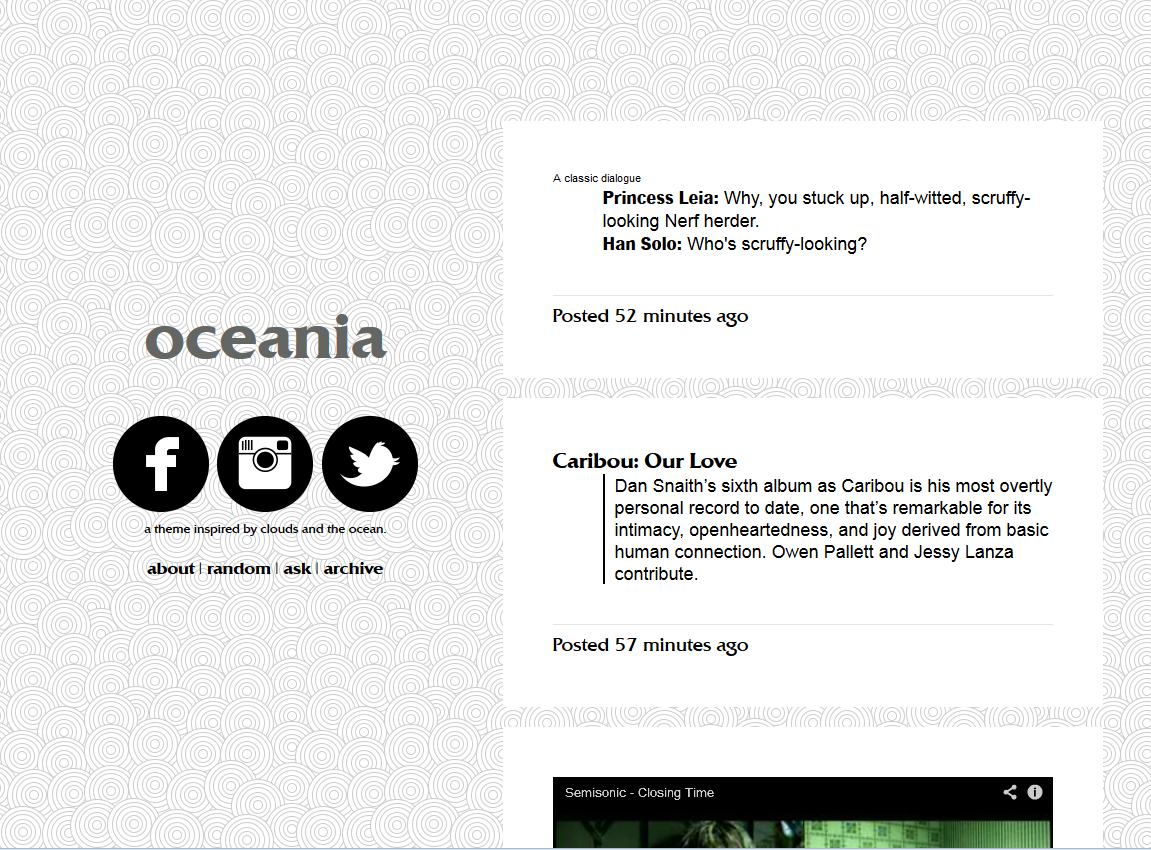 oceania
a theme inspired by clouds and the ocean.
about | random | ask | archive
A classic dialogue
Princess Leia: Why, you stuck up, half-witted, scruffy-
looking Nerf herder.
Han Solo: Who's scruffy-looking?
Posted 52 minutes ago
Caribou: Our Love
Dan Snaith’s sixth album as Caribou is his most overtly
personal record to date, one that’s remarkable for its
intimacy, openheartedness, and joy derived from basic
human connection. Owen Pallett and Jessy Lanza
contribute.
Posted 57 minutes ago
Semisonic - Closing Time